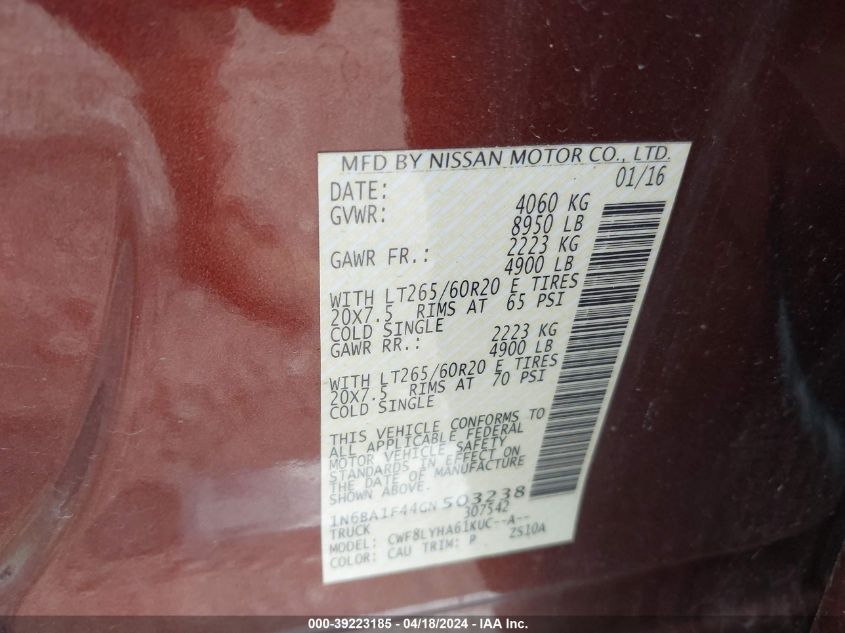 MFD BY NISSAN MOTOR CO., LTD.
DATE: 01/16
GVWR: 4060 KG
8950 LB
GAWR FR.: 2223 KG
4900 LB
WITH LT265/60R20 E TIRES
20X7.5 RIMS AT 65 PSI
COLD SINGLE
GAWR RR.: 2223 KG
4900 LB
WITH LT265/60R20 E TIRES
20X7.5 RIMS AT 70 PSI
COLD SINGLE
THIS VEHICLE CONFORMS TO
ALL APPLICABLE FEDERAL
MOTOR VEHICLE SAFETY
STANDARDS IN EFFECT ON
THE DATE OF MANUFACTURE
SHOWN ABOVE.
1N6BA1F44GN503238
TRUCK 307542
MODEL: CWF8LYHA61KUC--A--
COLOR: CAU TRIM: P ZS10A
000-39223185 - 04/18/2024 - IAA Inc.